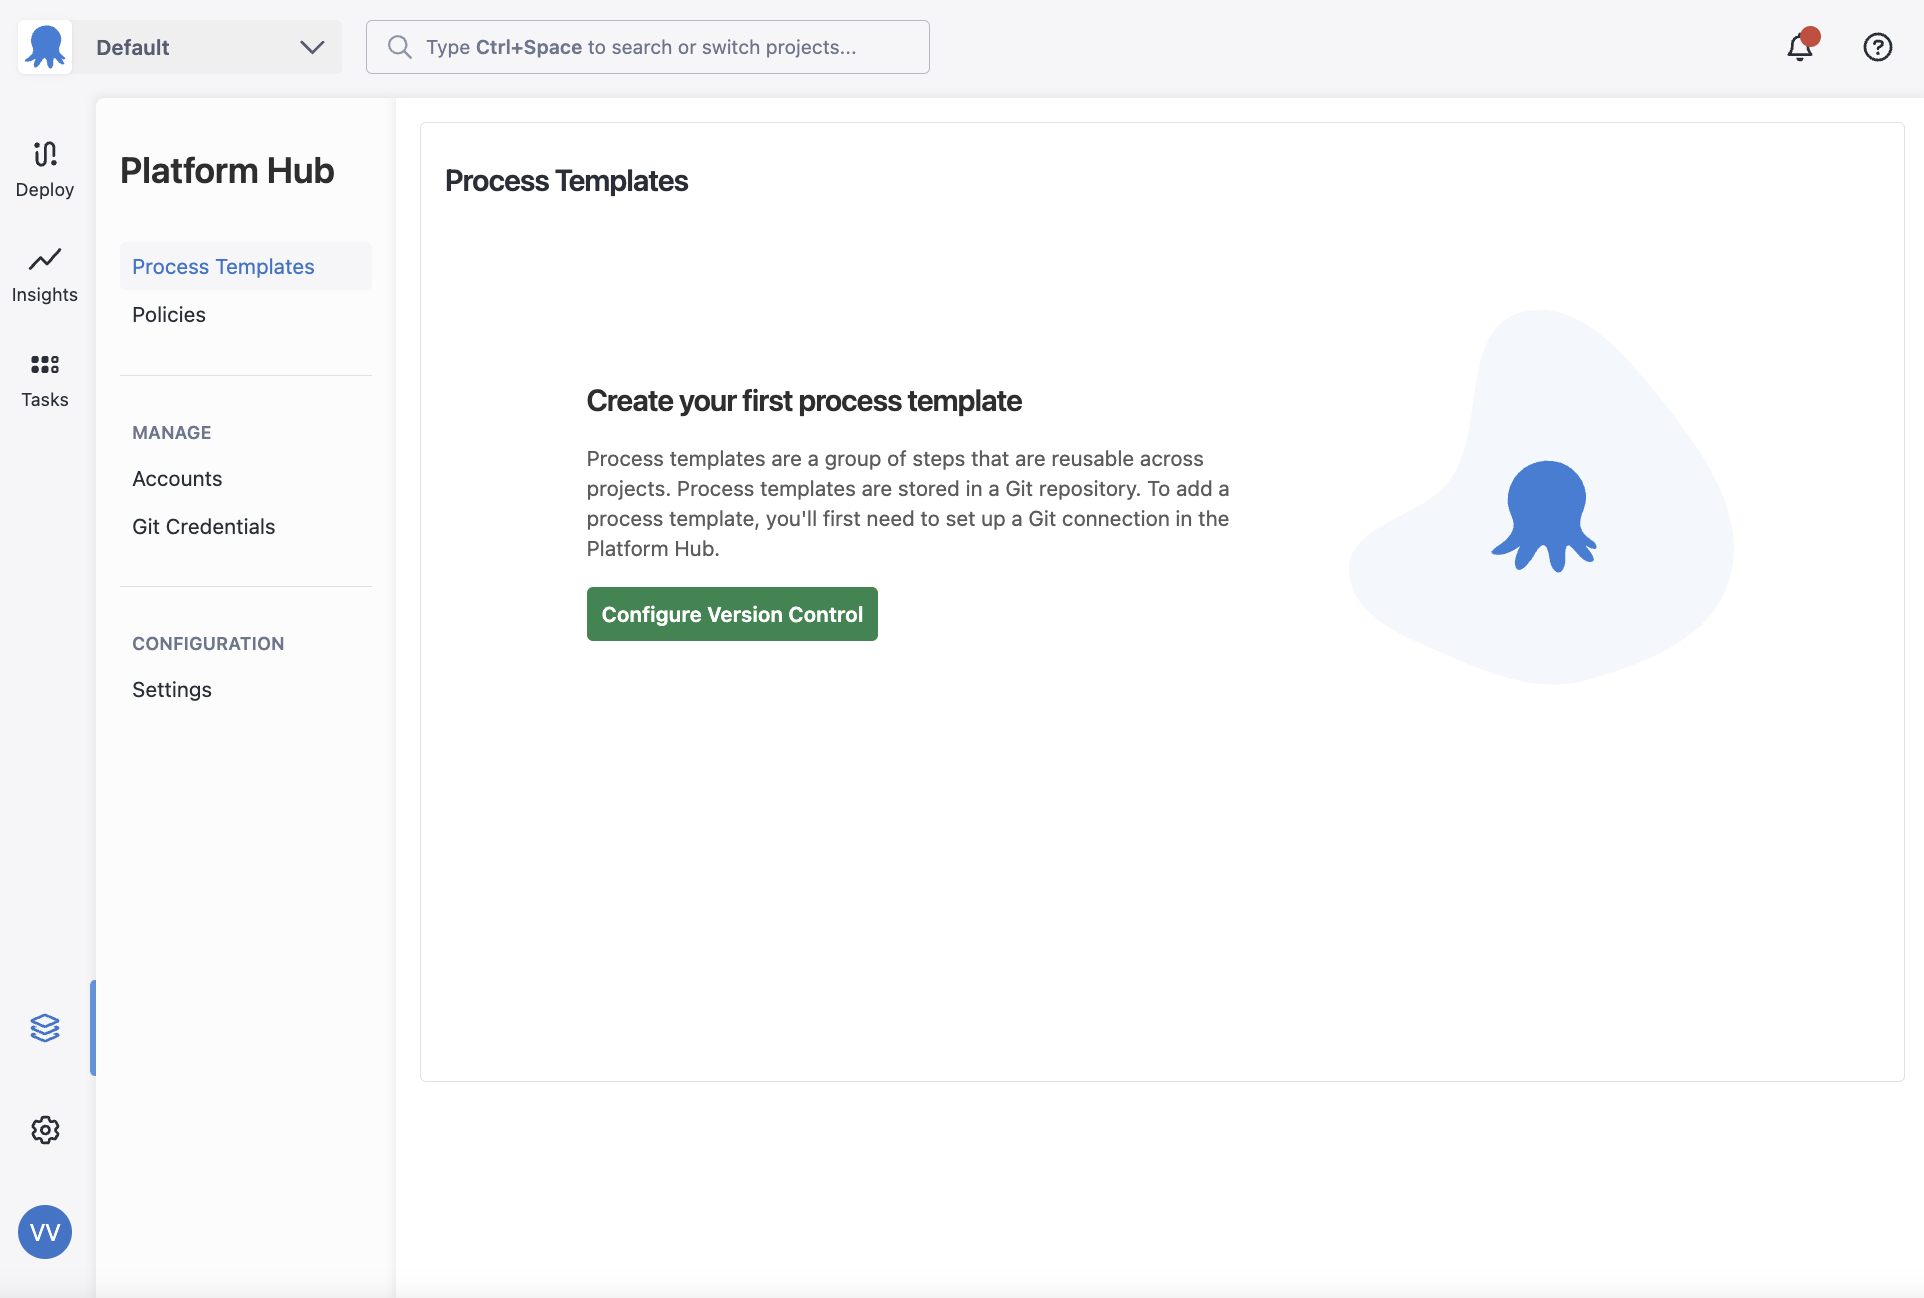 Default
Type Ctrl+Space to search or switch projects...
Deploy
Insights
Tasks
VV
Platform Hub
Process Templates
Policies
MANAGE
Accounts
Git Credentials
CONFIGURATION
Settings
Process Templates
Create your first process template
Process templates are a group of steps that are reusable across
projects. Process templates are stored in a Git repository. To add a
process template, you'll first need to set up a Git connection in the
Platform Hub.
Configure Version Control